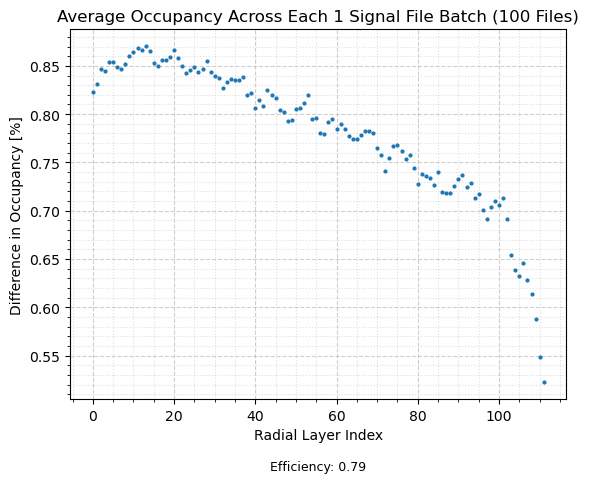 Average Occupancy Across Each 1 Signal File Batch (100 Files)
Difference in Occupancy [%]
0.85
0.80
0.75
0.70
0.65
0.60
0.55
0 20 40 60 80 100
Radial Layer Index
Efficiency: 0.79